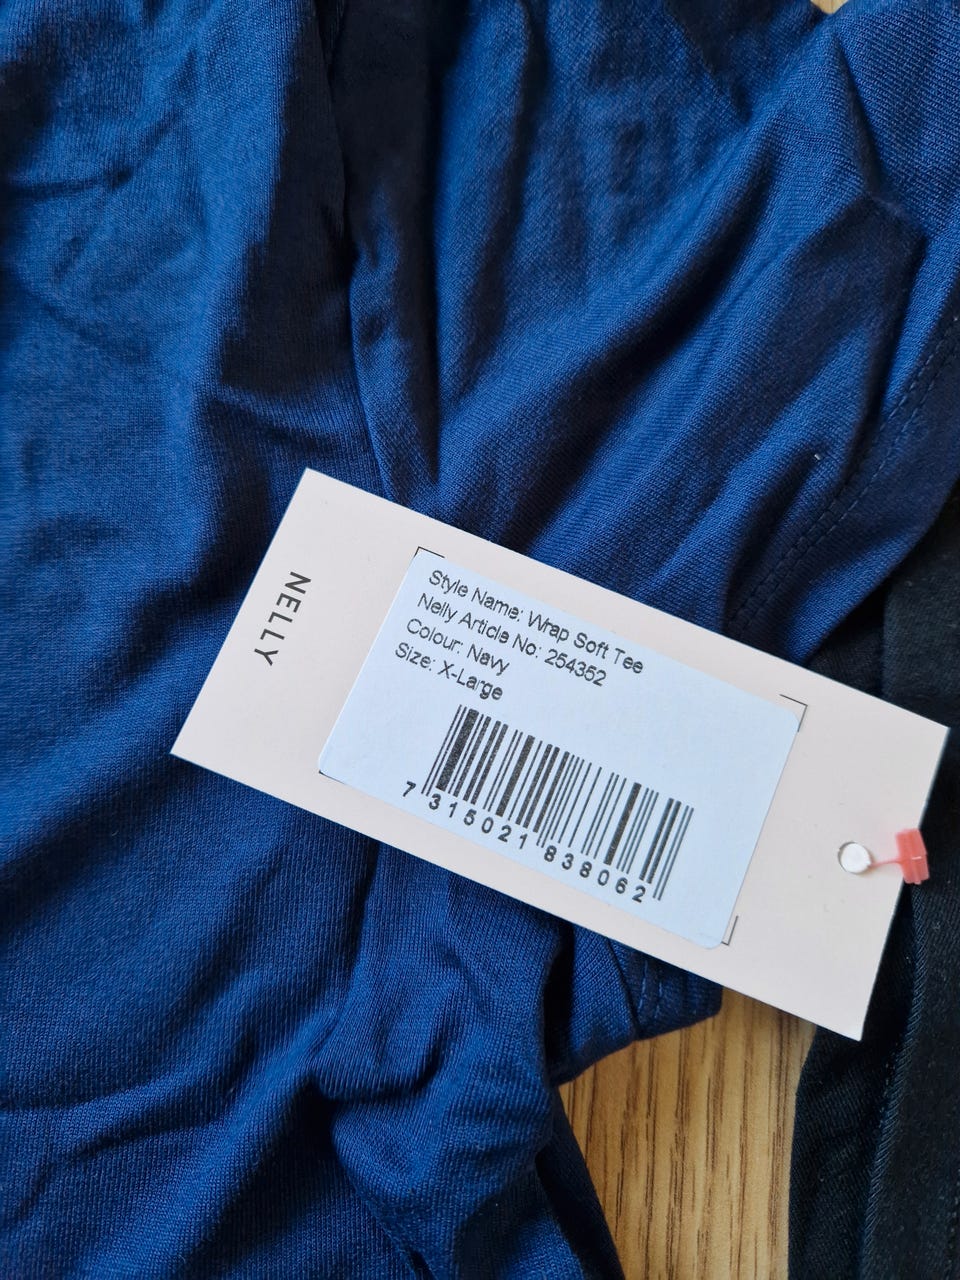 NELLY
Style Name: Wrap Soft Tee
Nelly Article No: 254352
Colour: Navy
Size: X-Large
7 315021 838062